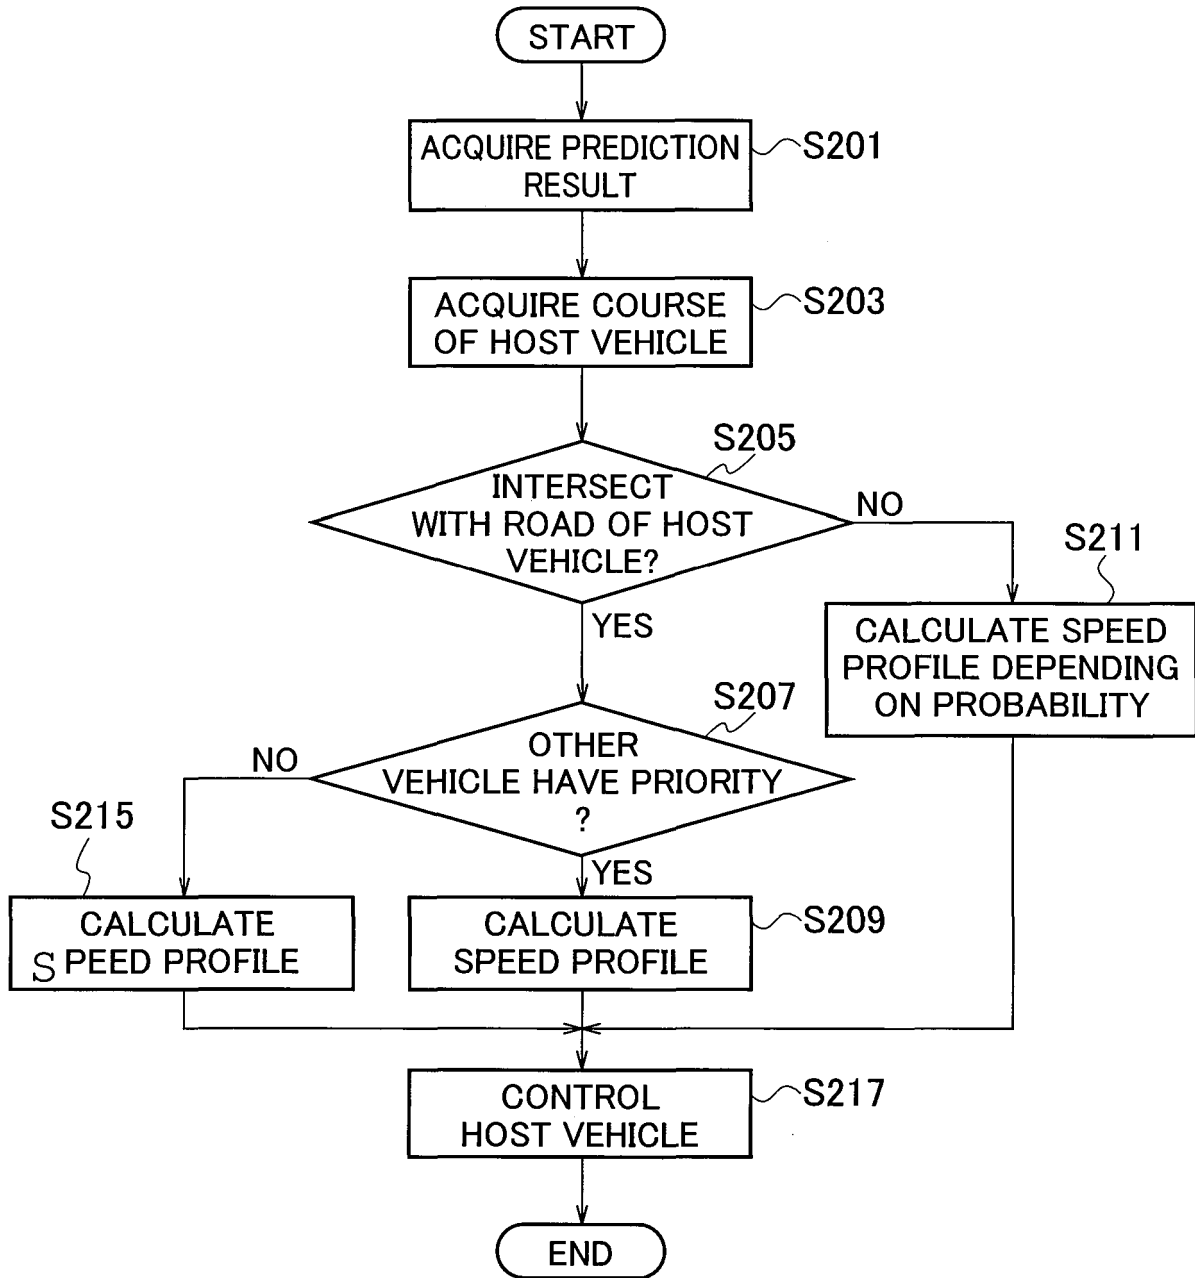 START
ACQUIRE PREDICTION
RESULT
S201
ACQUIRE COURSE
OF HOST VEHICLE
S203
S205
INTERSECT
WITH ROAD OF HOST
VEHICLE?
NO
YES
S211
CALCULATE SPEED
PROFILE DEPENDING
ON PROBABILITY
S207
OTHER
VEHICLE HAVE PRIORITY
?
NO
YES
S215
CALCULATE
SPEED PROFILE
CALCULATE
SPEED PROFILE
S209
CONTROL
HOST VEHICLE
S217
END